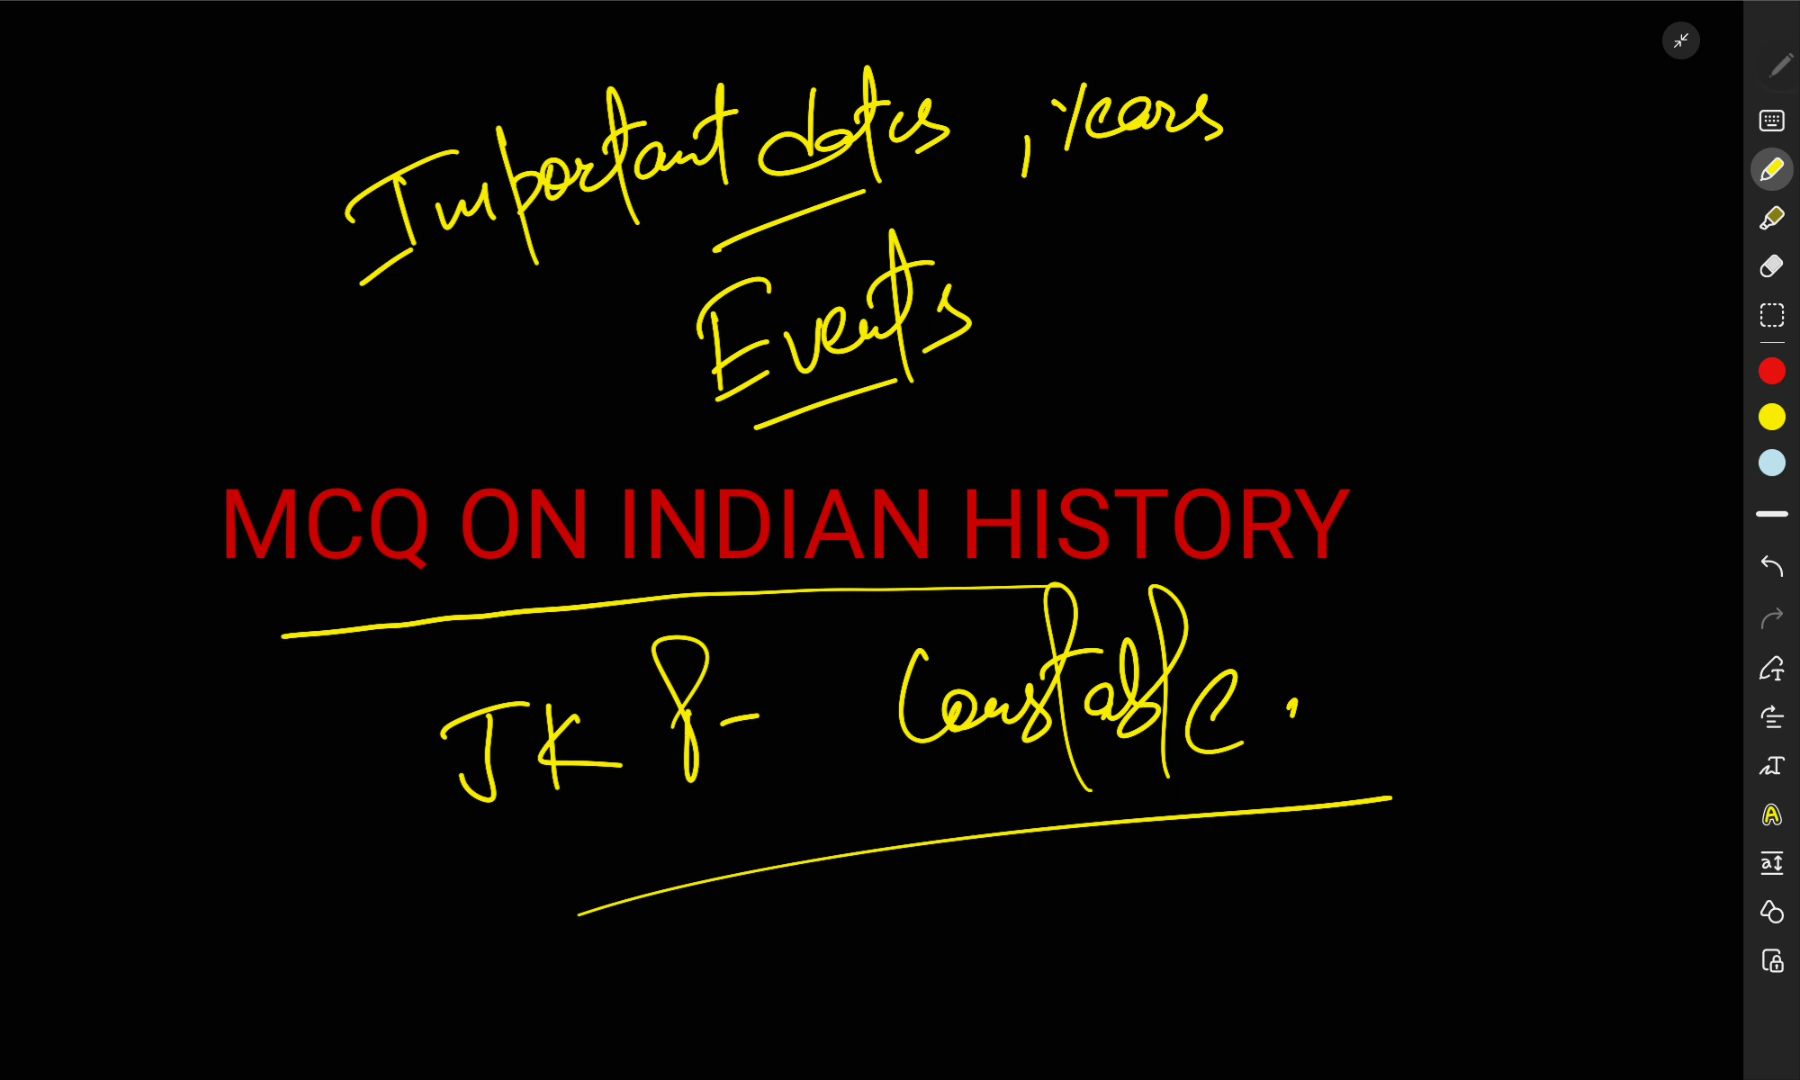 Important dates, years
Events
MCQ ON INDIAN HISTORY
JKP- Constable.